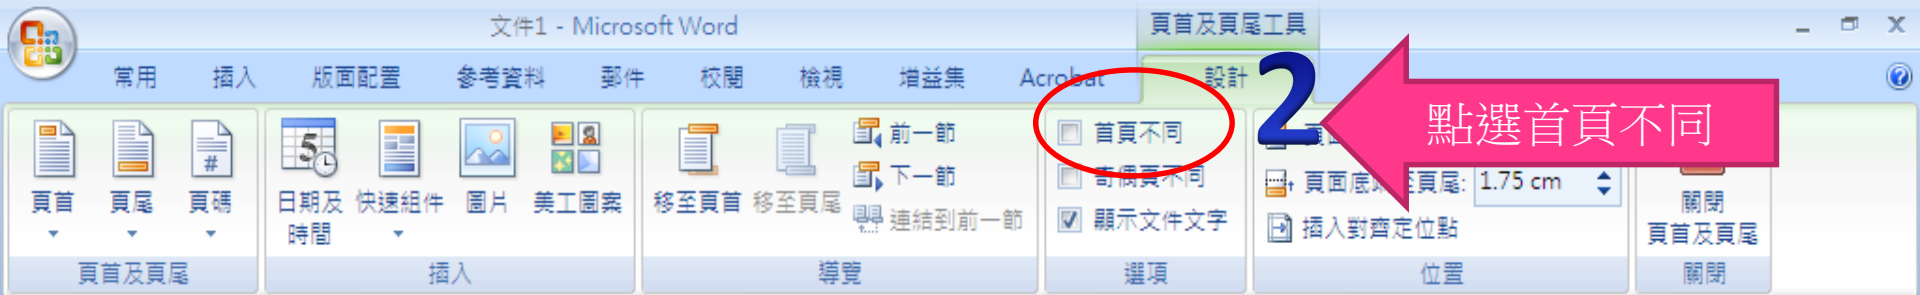 文件1 - Microsoft Word
頁首及頁尾工具
常用
插入
版面配置
參考資料
郵件
校閱
檢視
增益集
Acrobat
設計
2
點選首頁不同
頁首
頁尾
頁碼
#
頁首及頁尾
5
日期及
時間
快速組件
圖片
美工圖案
插入
移至頁首
移至頁尾
前一節
下一節
連結到前一節
導覽
首頁不同
奇偶頁不同
顯示文件文字
選項
頁面底端至頁尾:
1.75 cm
插入對齊定位點
位置
關閉
頁首及頁尾
關閉